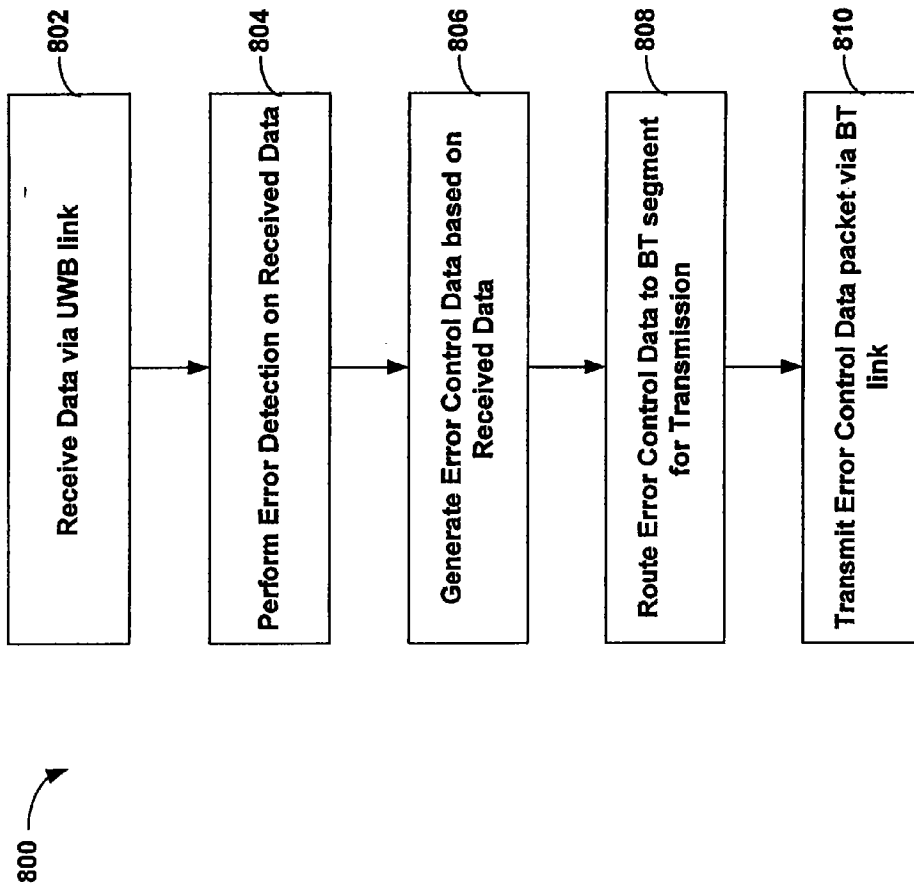 800
Receive Data via UWB link
802
Perform Error Detection on Received Data
804
Generate Error Control Data based on
Received Data
806
Route Error Control Data to BT segment
for Transmission
808
Transmit Error Control Data packet via BT
link
810